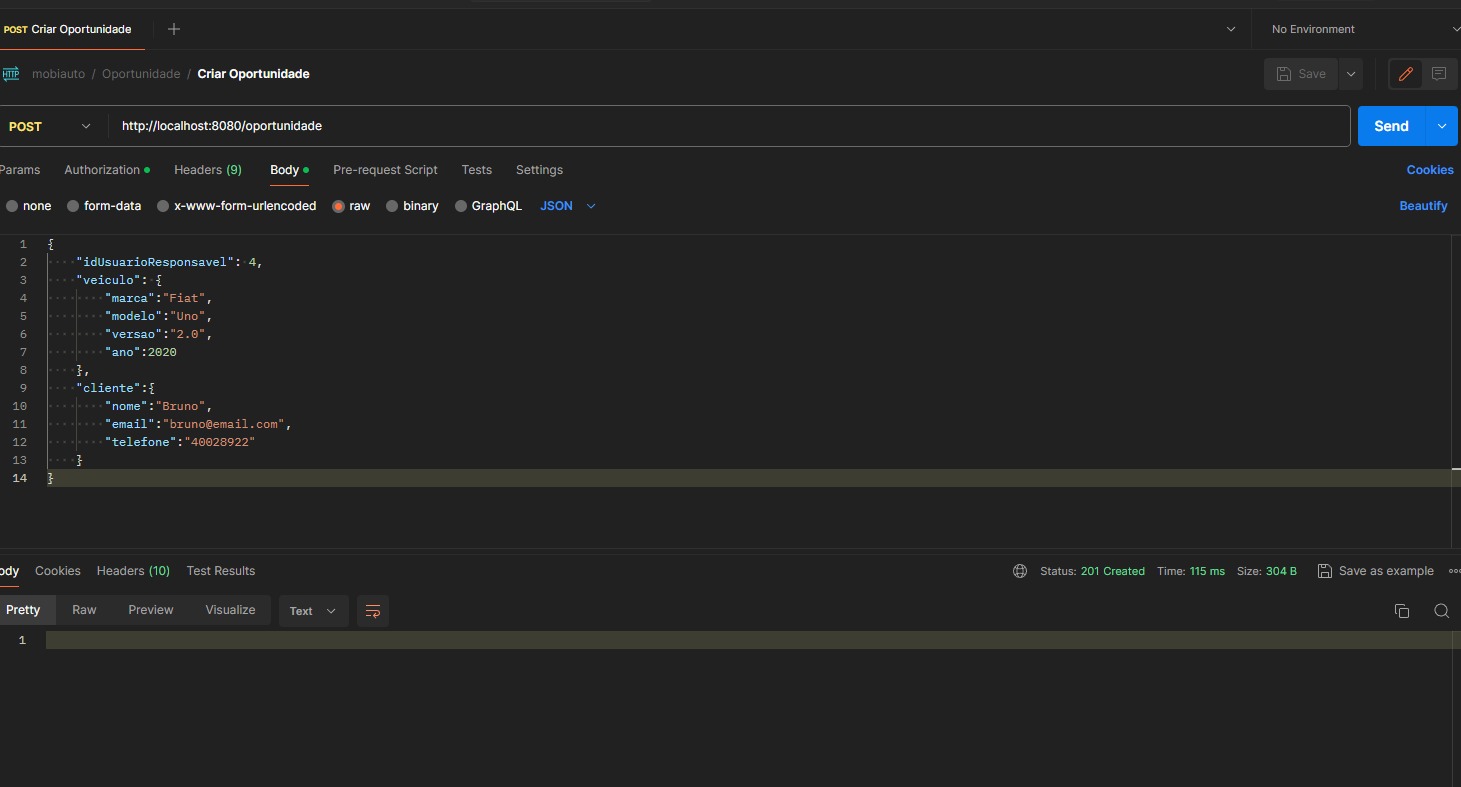 POST Criar Oportunidade
No Environment
HTTP mobiauto / Oportunidade / Criar Oportunidade
Save
POST http://localhost:8080/oportunidade
Send
Params Authorization Headers (9) Body Pre-request Script Tests Settings
Cookies
none form-data x-www-form-urlencoded raw binary GraphQL JSON
Beautify
1 {
2 "idUsuarioResponsavel": 4,
3 "veiculo": {
4 "marca":"Fiat",
5 "modelo":"Uno",
6 "versao":"2.0",
7 "ano":2020
8 },
9 "cliente":{
10 "nome":"Bruno",
11 "email":"bruno@email.com",
12 "telefone":"40028922"
13 }
14 }
ody Cookies Headers (10) Test Results
Status: 201 Created Time: 115 ms Size: 304 B Save as example
Pretty Raw Preview Visualize Text
1